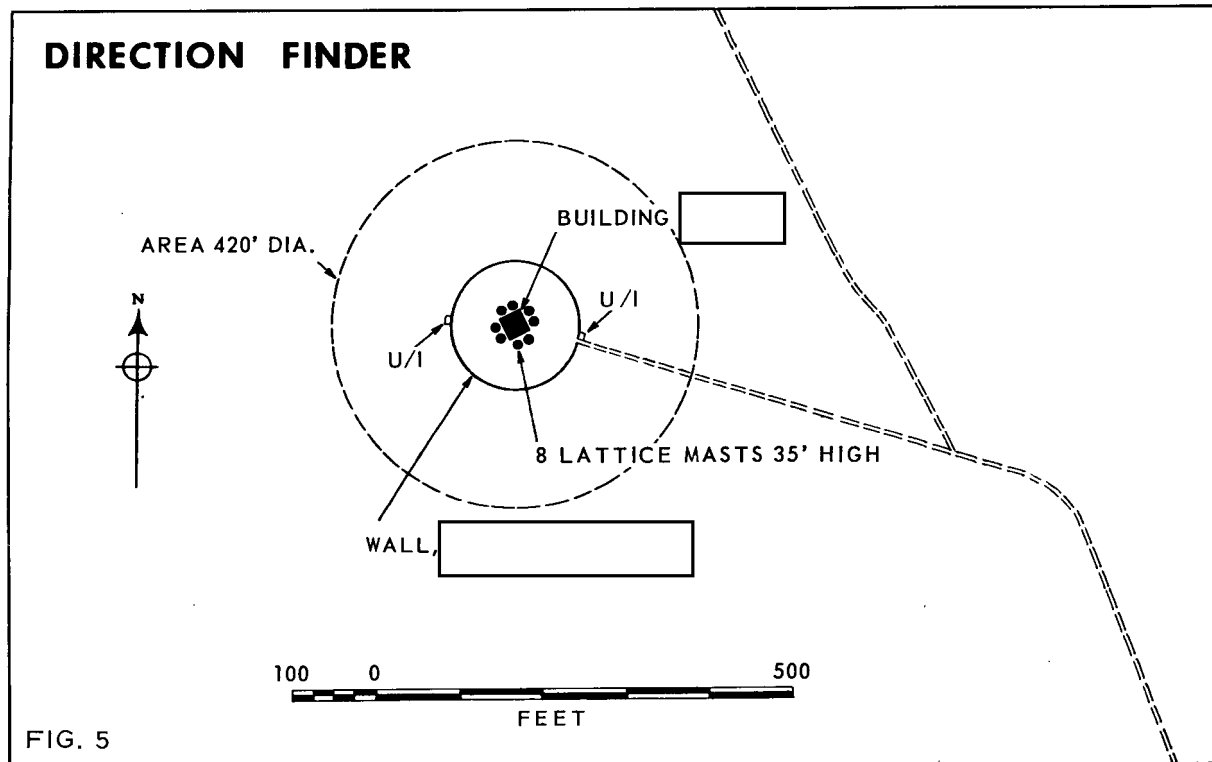 DIRECTION FINDER
BUILDING
AREA 420' DIA.
N
U/I
U/I
8 LATTICE MASTS 35' HIGH
WALL,
100 0 500
FEET
FIG. 5